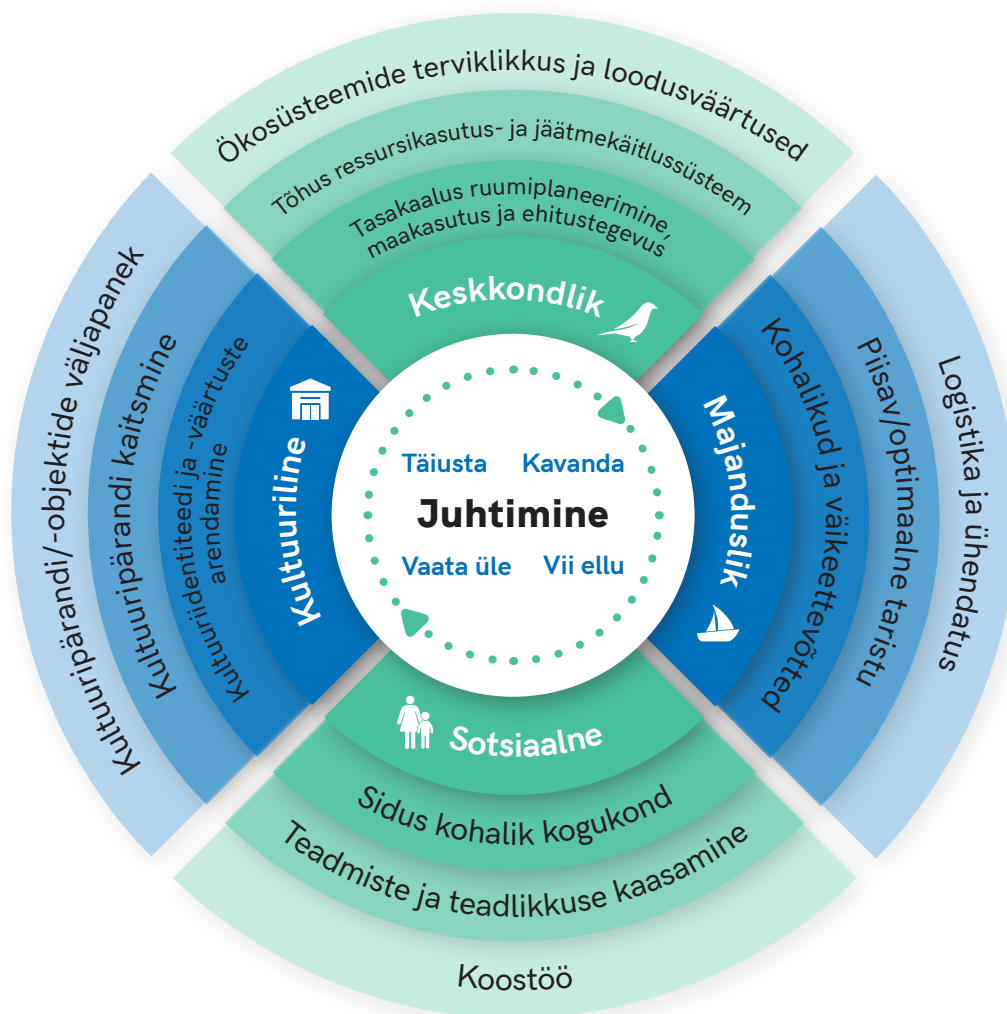 Ökosüsteemide terviklikkus ja loodusväärtused
Tõhus ressursikasutus- ja jäätmekäitlussüsteem
Tasakaalus ruumiplaneerimine,
maakasutus ja ehitustegevus
Keskkondlik
Kultuuripärandi/-objektide väljapanek
Kultuuripärandi kaitsmine
Kultuuriidentiteedi ja -väärtuste
arendamine
Kultuuriline
Täiusta Kavanda
Juhtimine
Vaata üle Vii ellu
Majanduslik
Kohalikud ja väikeettevõtted
Piisav/optimaalne taristu
Logistika ja ühendatus
Sotsiaalne
Sidus kohalik kogukond
Teadmiste ja teadlikkuse kaasamine
Koostöö